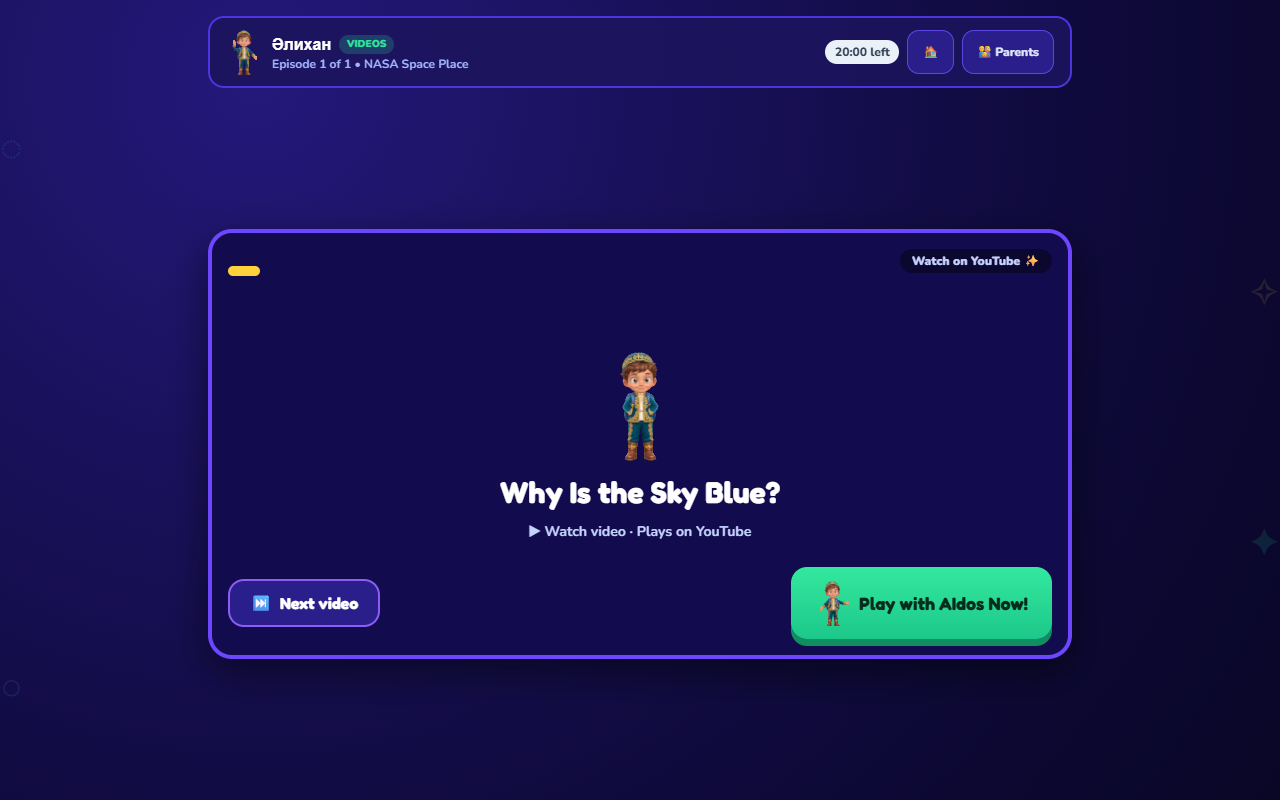 Әлихан VIDEOS
Episode 1 of 1 • NASA Space Place
20:00 left
Parents
Watch on YouTube ✨
Why Is the Sky Blue?
▶ Watch video · Plays on YouTube
⏭ Next video
Play with Aldos Now!